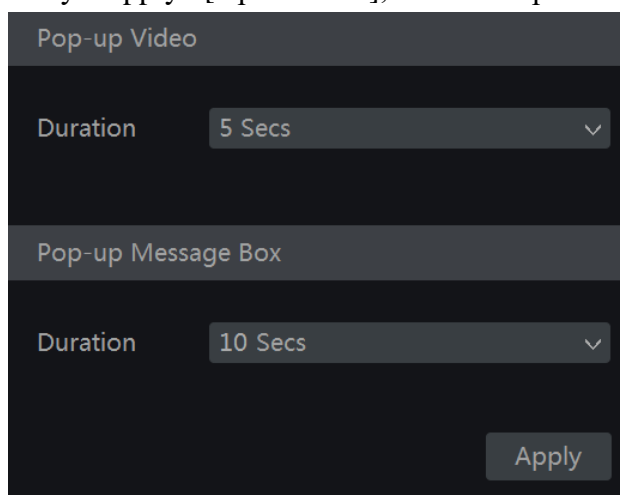 Pop-up Video
Duration 5 Secs
Pop-up Message Box
Duration 10 Secs
Apply